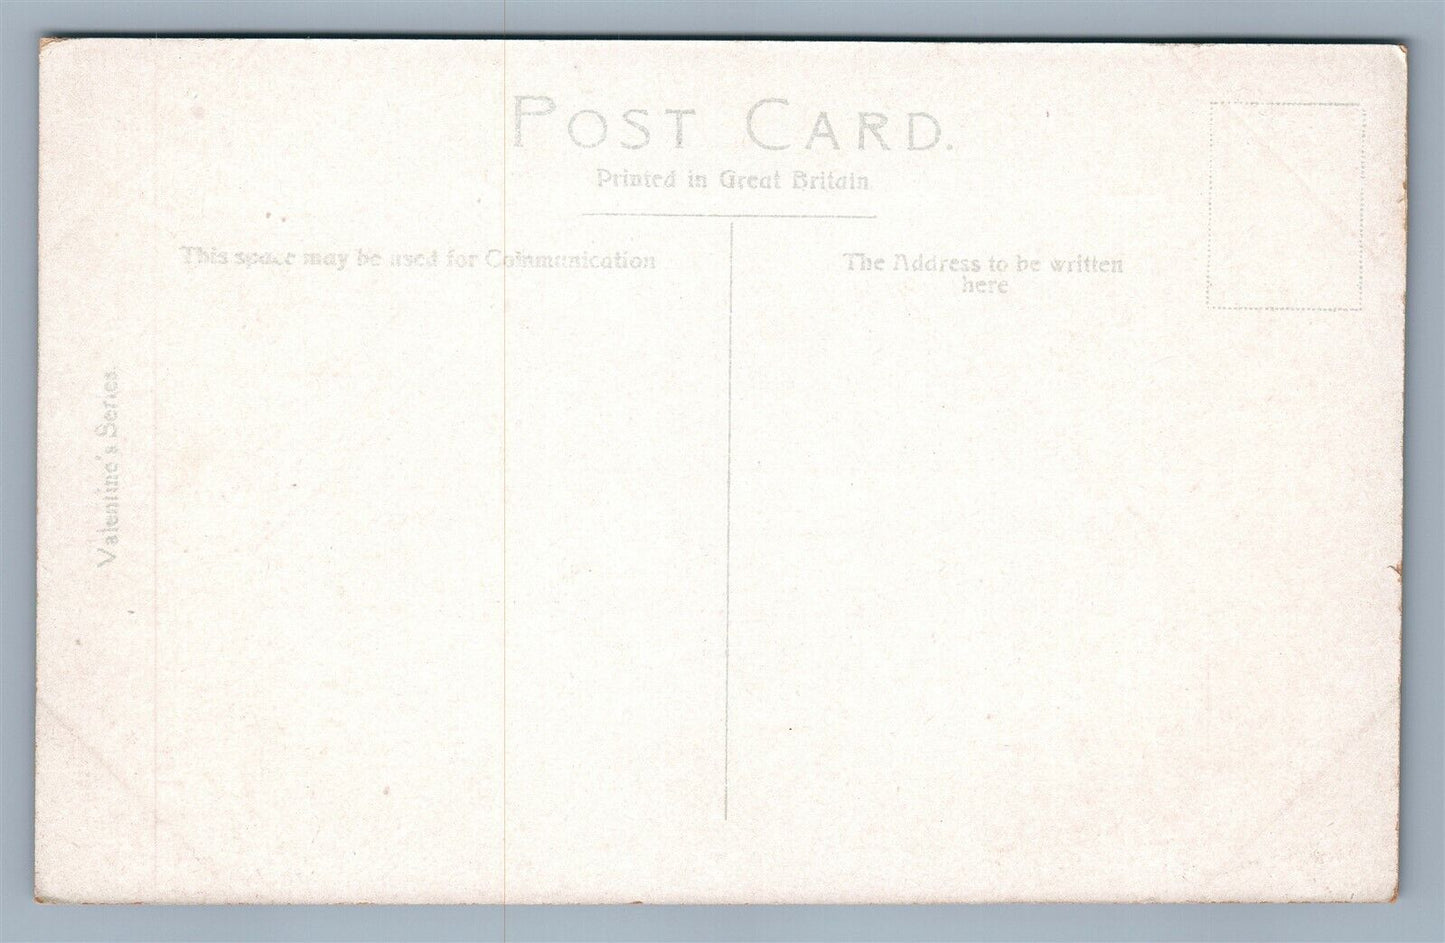 POST CARD.
Printed in Great Britain
This space may be used for Communication
The Address to be written
here
Valentine's Series.